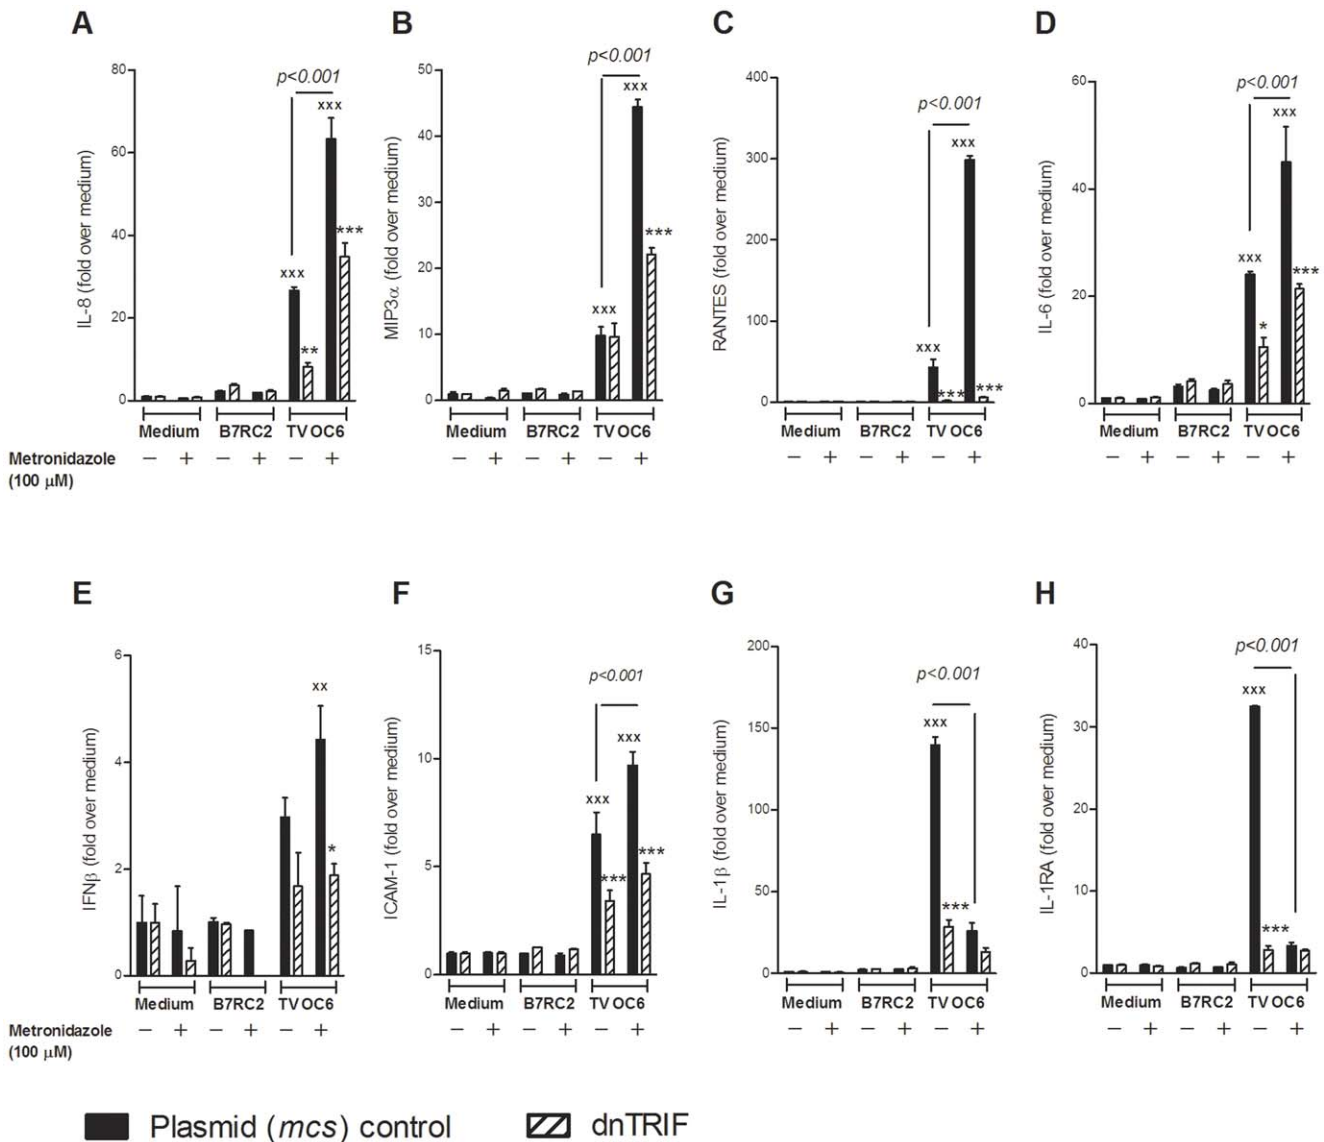 A
B
C
D
p<0.001
p<0.001
p<0.001
p<0.001
80
60
40
20
0
IL-8 (fold over medium)
xxx
**
xxx
***
Medium B7RC2 TV OC6
50
40
30
20
10
0
MIP3α (fold over medium)
xxx
xxx
***
Medium B7RC2 TV OC6
400
300
200
100
0
RANTES (fold over medium)
xxx
***
xxx
***
Medium B7RC2 TV OC6
60
40
20
0
IL-6 (fold over medium)
xxx
*
xxx
***
Medium B7RC2 TV OC6
Metronidazole − + − + − + − + − + − + − + − + − + − + − + − +
(100 µM)
E
F
G
H
6
4
2
0
IFNβ (fold over medium)
xx
*
Medium B7RC2 TV OC6
15
10
5
0
ICAM-1 (fold over medium)
p<0.001
xxx
***
xxx
***
Medium B7RC2 TV OC6
200
150
100
50
0
IL-1β (fold over medium)
p<0.001
xxx
***
Medium B7RC2 TV OC6
40
30
20
10
0
IL-1RA (fold over medium)
p<0.001
xxx
***
Medium B7RC2 TV OC6
Metronidazole − + − + − + − + − + − + − + − + − + − + − + − +
(100 µM)
Plasmid (mcs) control dnTRIF